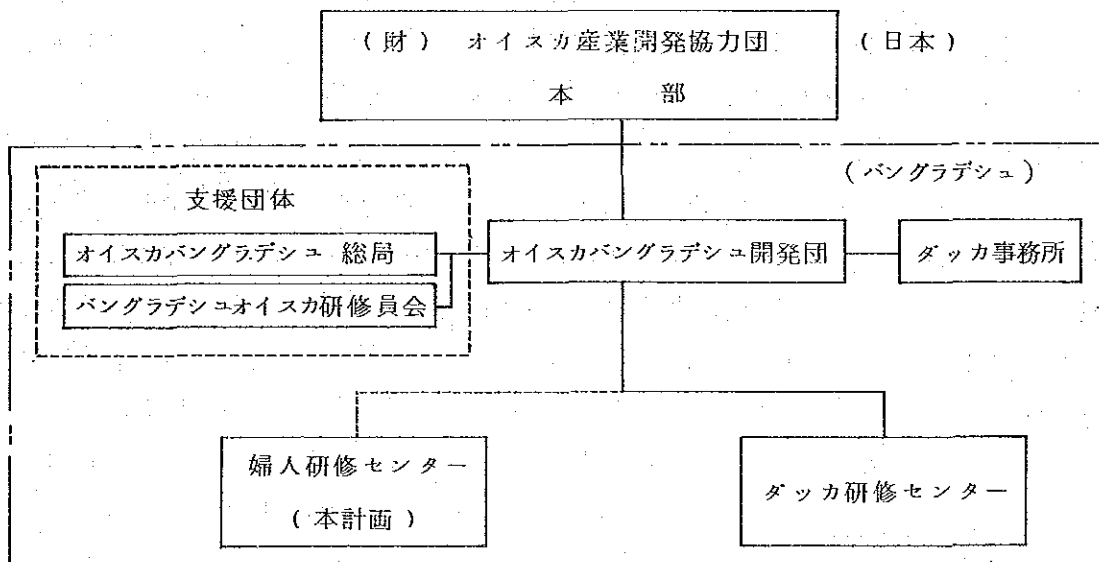 (財) オイスカ産業開発協力団
(日本)
本 部
(バングラデシュ)
支援団体
オイスカバングラデシュ 総局
オイスカバングラデシュ開発団
ダッカ事務所
バングラデシュオイスカ研修員会
婦人研修センター
(本計画)
ダッカ研修センター